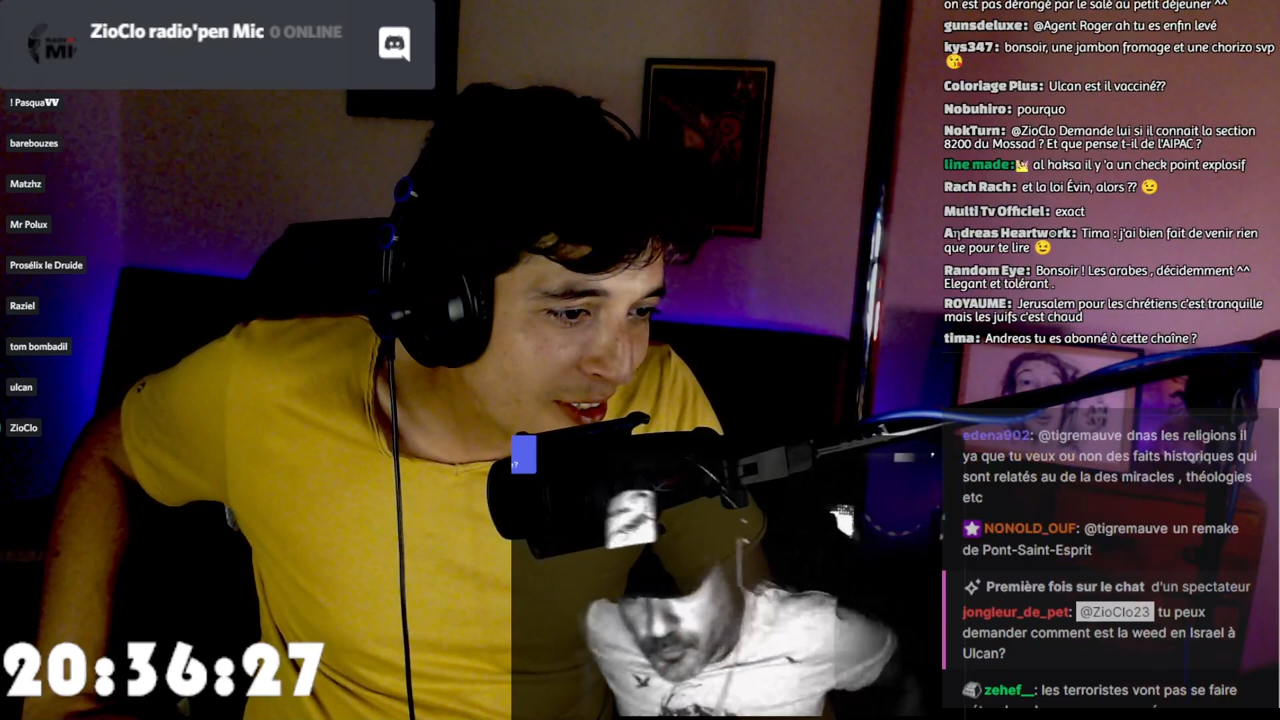 ZioClo radio'pen Mic 0 ONLINE
MI
! PasquaVV
barebouzes
Matzhz
Mr Polux
Prosélix le Druide
Raziel
tom bombadil
ulcan
ZioClo
20:36:27
on est pas dérangé par le salé au petit déjeuner ^^
gunsdeluxe: @Agent Roger ah tu es enfin levé
kys347: bonsoir, une jambon fromage et une chorizo svp
😘
Coloriage Plus: Ulcan est il vacciné??
Nobuhiro: pourquo
NokTurn: @ZioClo Demande lui si il connait la section
8200 du Mossad ? Et que pense t-il de l'AIPAC ?
line made: al haksa il y 'a un check point explosif
Rach Rach: et la loi Évin, alors ?? 😉
Multi Tv Officiel: exact
Aηdreas Heartwørk: Tima : j'ai bien fait de venir rien
que pour te lire 😉
Random Eye: Bonsoir ! Les arabes , décidemment ^^
Elegant et tolérant .
ROYAUME: Jerusalem pour les chrétiens c'est tranquille
mais les juifs c'est chaud
tima: Andreas tu es abonné à cette chaîne ?
edena902: @tigremauve dnas les religions il
ya que tu veux ou non des faits historques qui
sont relatés au de la des miracles , théologies
etc
NONOLD_OUF: @tigremauve un remake
de Pont-Saint-Esprit
Première fois sur le chat d'un spectateur
jongleur_de_pet: @ZioClo23 tu peux
demander comment est la weed en Israel à
Ulcan?
zehef__: les terroristes vont pas se faire